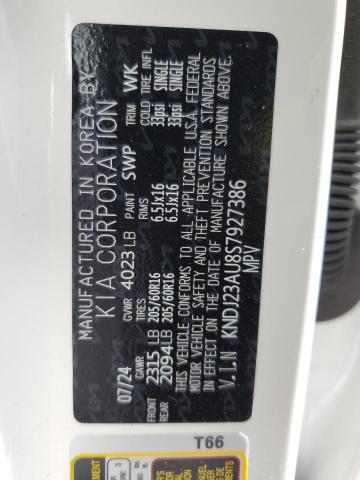 MANUFACTURED IN KOREA BY
KIA CORPORATION
07/24 GVWR 4023 LB PAINT SWP TRIM WK
GAWR RIMS COLD TIRE INFL
FRONT 2315 LB 205/60R16 6.5Jx16 33psi SINGLE
REAR 2094LB 205/60R16 6.5Jx16 33psi SINGLE
THIS VEHICLE CONFORMS TO ALL APPLICABLE U.S.A. FEDERAL
MOTOR VEHICLE SAFETY AND THEFT PREVENTION STANDARDS
IN EFFECT ON THE DATE OF MANUFACTURE SHOWN ABOVE.
V.I.N KNDJ23AU8S7927386
MPV
T66